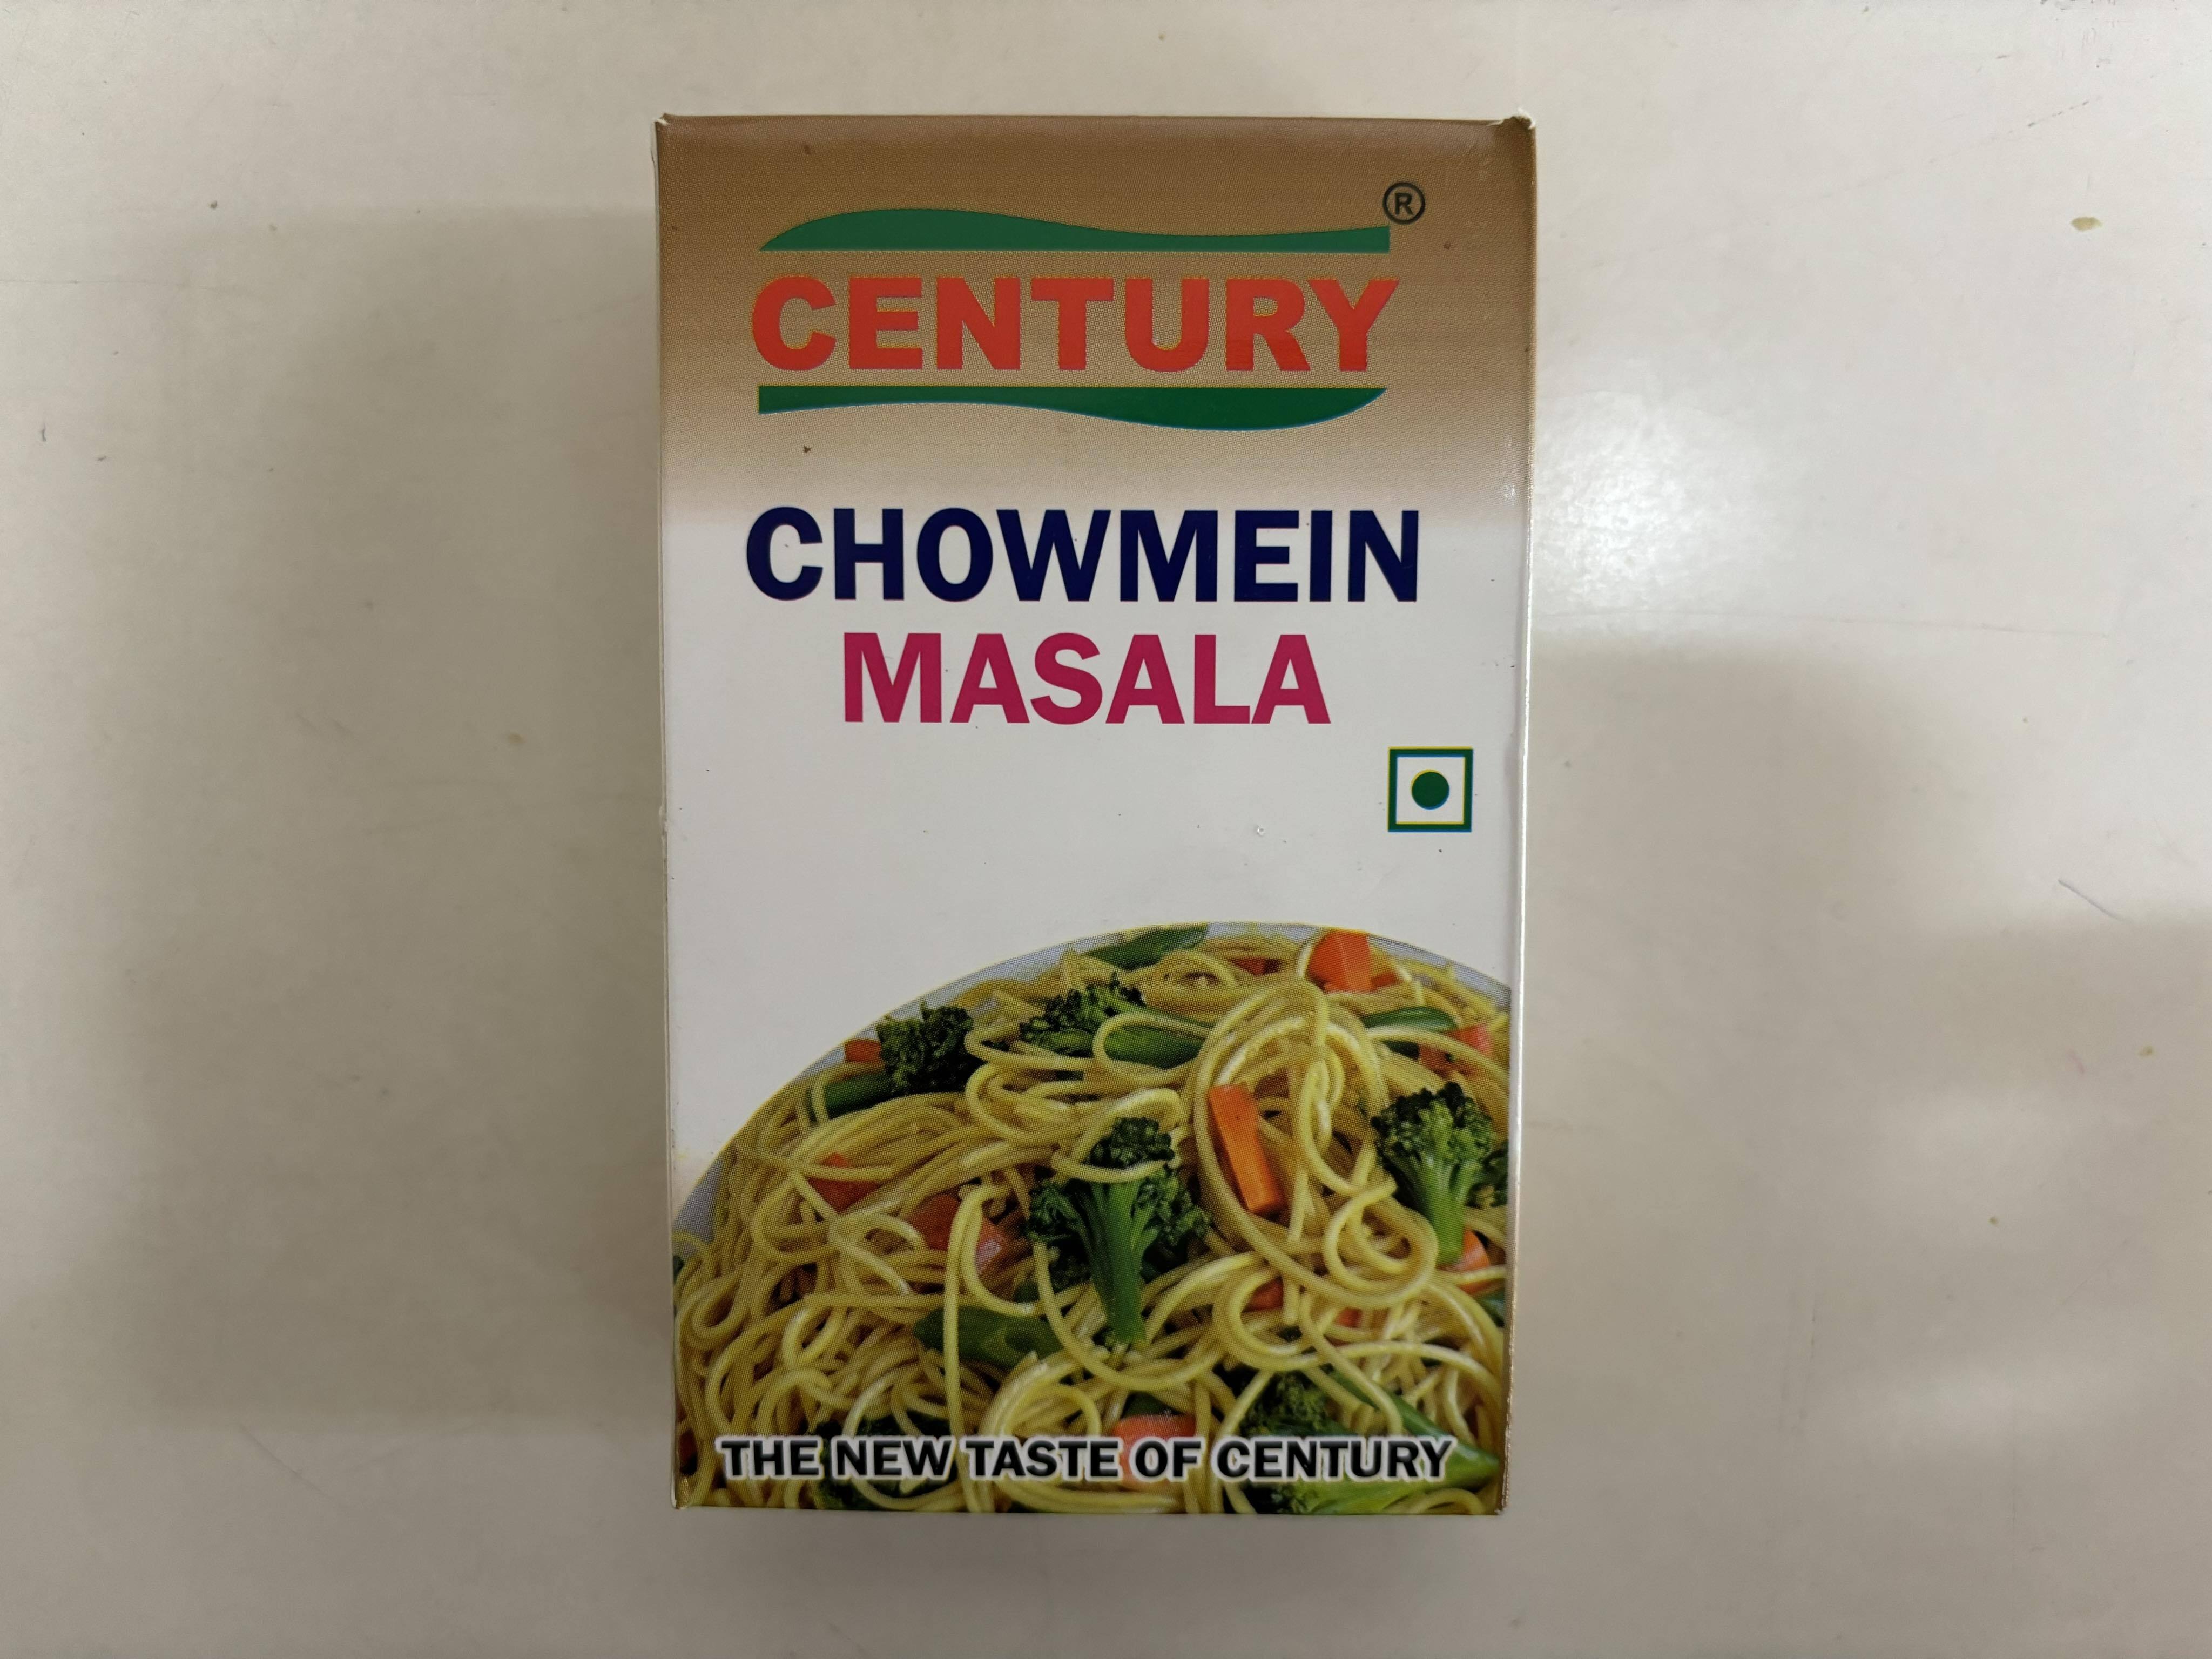 CENTURY ®
CHOWMEIN
MASALA
THE NEW TASTE OF CENTURY